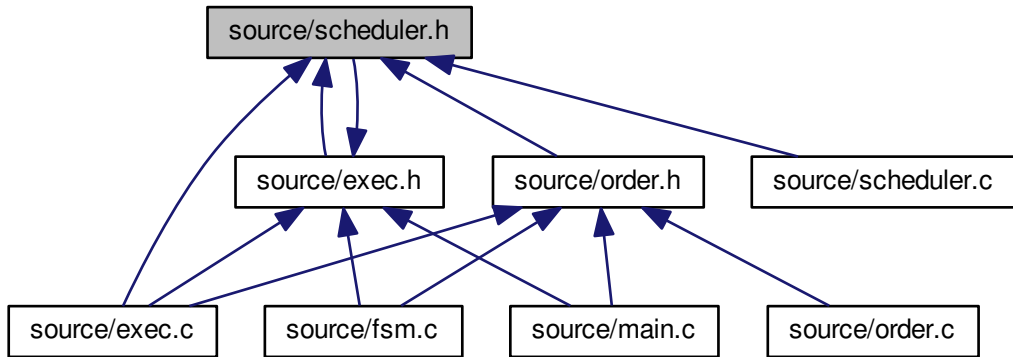 source/scheduler.h
source/exec.h
source/order.h
source/scheduler.c
source/exec.c
source/fsm.c
source/main.c
source/order.c